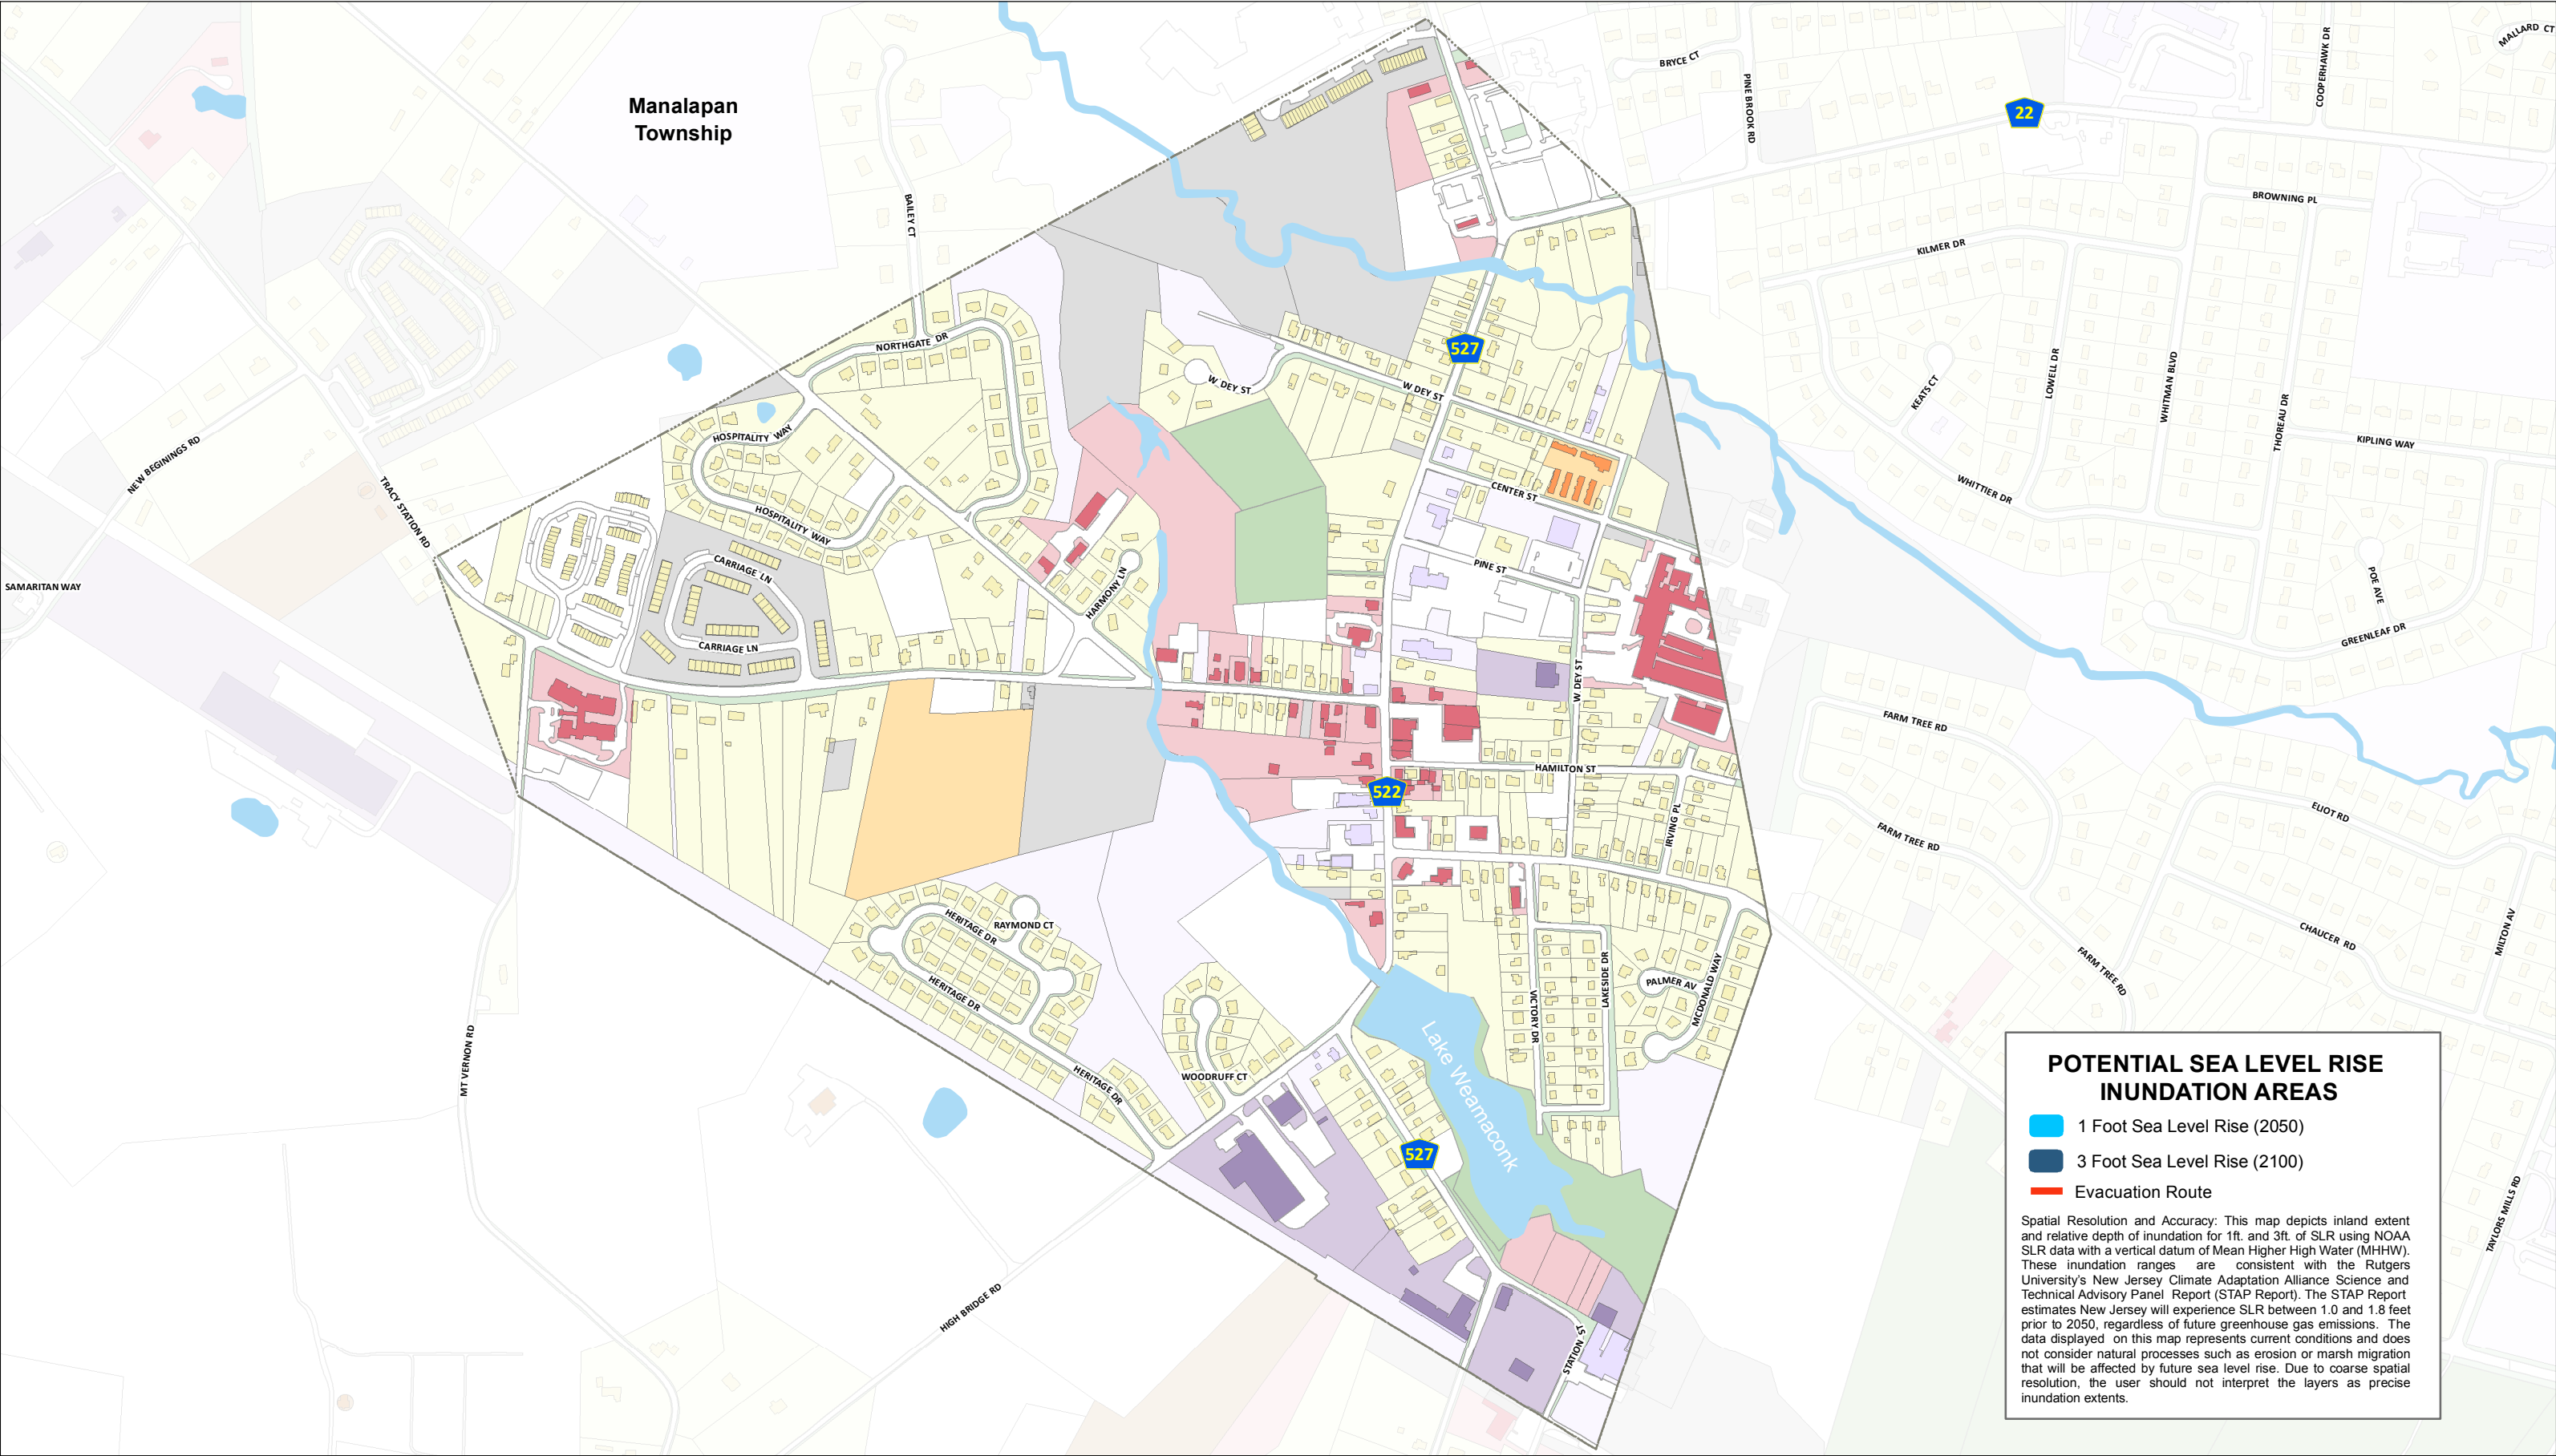 MALLARD CT
COOPERHAWK DR
BRYCE CT
PINE BROOK RD
Manalapan
Township
22
BROWNING PL
BAILEY CT
KILMER DR
NORTHGATE DR
527
W DEY ST
W DEY ST
KEATS CT
LOWELL DR
WHITMAN BLVD
THOREAU DR
KIPLING WAY
HOSPITALITY WAY
NEW BEGININGS RD
TRACY STATION RD
HOSPITALITY WAY
CENTER ST
WHITTIER DR
CARRIAGE LN
PINE ST
SAMARITAN WAY
HARMONY LN
POE AVE
GREENLEAF DR
CARRIAGE LN
W DEY ST
FARM TREE RD
HAMILTON ST
522
IRVING PL
ELIOT RD
FARM TREE RD
HERITAGE DR
RAYMOND CT
CHAUCER RD
MILTON AV
FARM TREE RD
LAKESIDE DR
PALMER AV
MCDONALD WAY
HERITAGE DR
VICTORY DR
MT VERNON RD
Lake Weamaconk
WOODRUFF CT
HERITAGE DR
527
TAYLORS MILLS RD
HIGH BRIDGE RD
STATION ST
POTENTIAL SEA LEVEL RISE
INUNDATION AREAS
1 Foot Sea Level Rise (2050)
3 Foot Sea Level Rise (2100)
Evacuation Route
Spatial Resolution and Accuracy: This map depicts inland extent
and relative depth of inundation for 1ft. and 3ft. of SLR using NOAA
SLR data with a vertical datum of Mean Higher High Water (MHHW).
These inundation ranges are consistent with the Rutgers
University's New Jersey Climate Adaptation Alliance Science and
Technical Advisory Panel Report (STAP Report). The STAP Report
estimates New Jersey will experience SLR between 1.0 and 1.8 feet
prior to 2050, regardless of future greenhouse gas emissions. The
data displayed on this map represents current conditions and does
not consider natural processes such as erosion or marsh migration
that will be affected by future sea level rise. Due to coarse spatial
resolution, the user should not interpret the layers as precise
inundation extents.